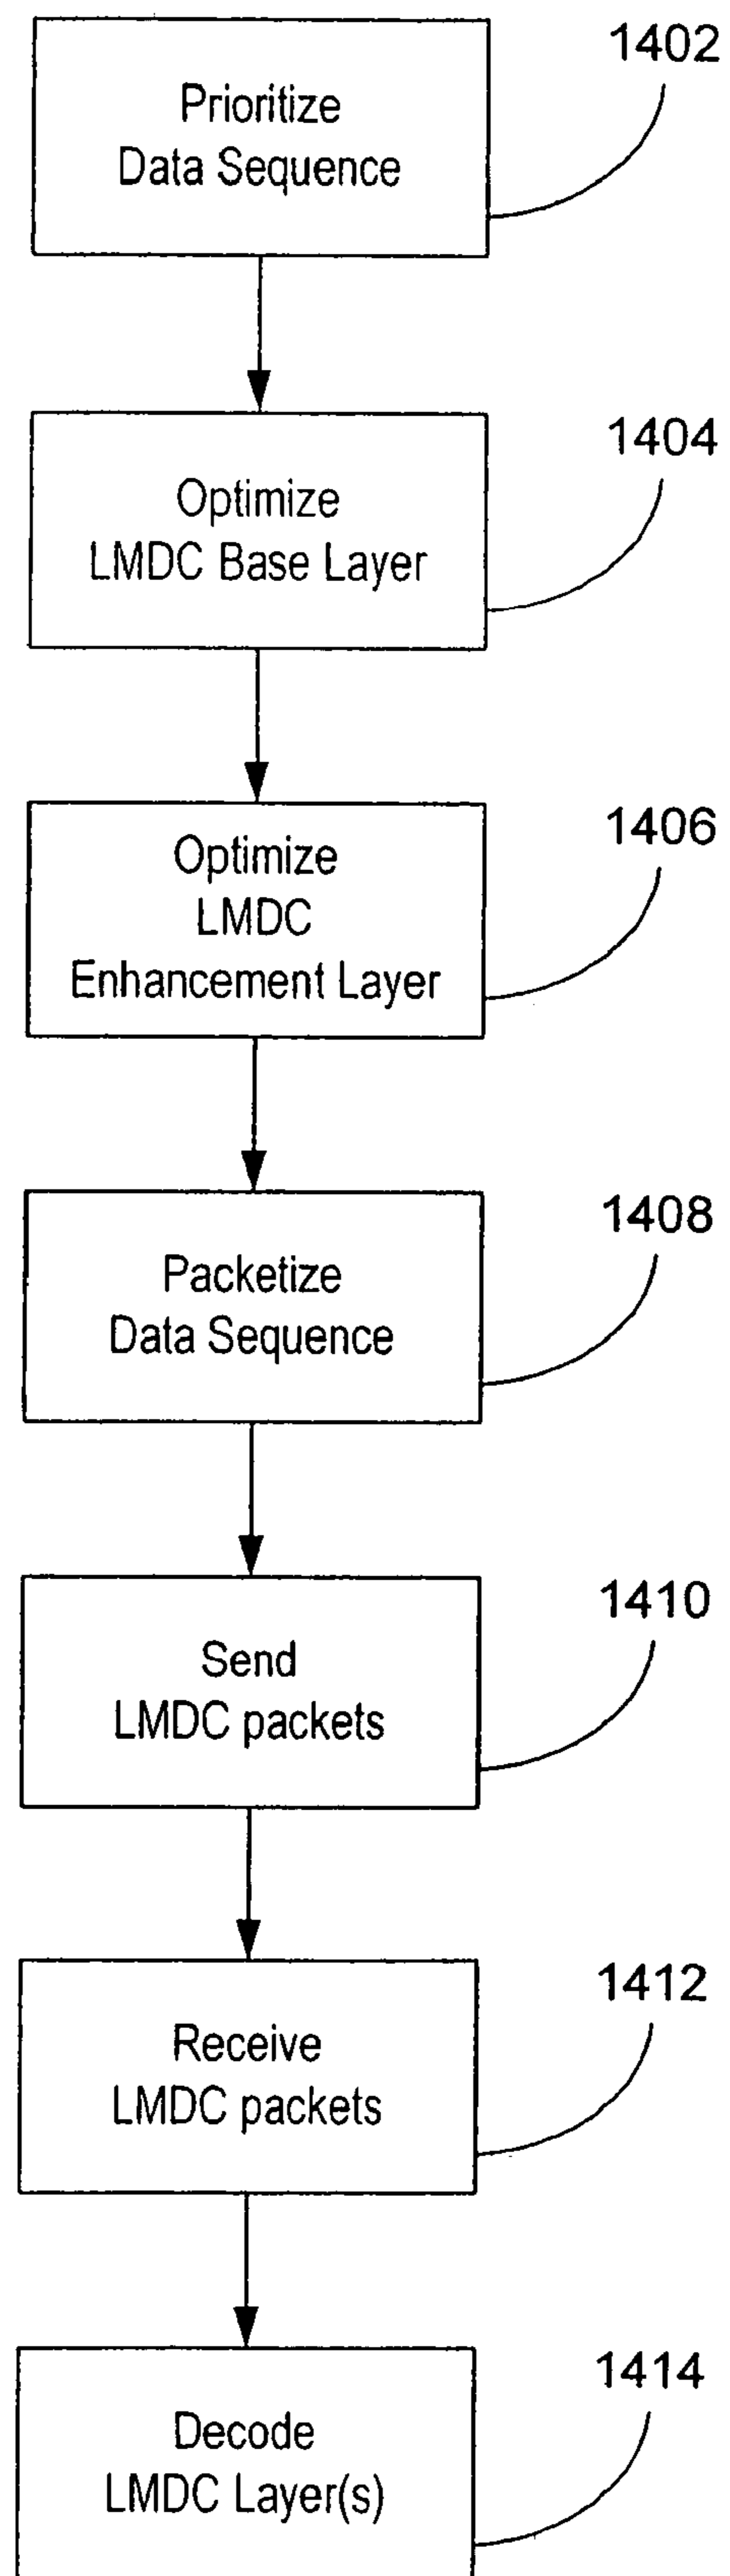 1402
Prioritize
Data Sequence
1404
Optimize
LMDC Base Layer
1406
Optimize
LMDC
Enhancement Layer
1408
Packetize
Data Sequence
1410
Send
LMDC packets
1412
Receive
LMDC packets
1414
Decode
LMDC Layer(s)